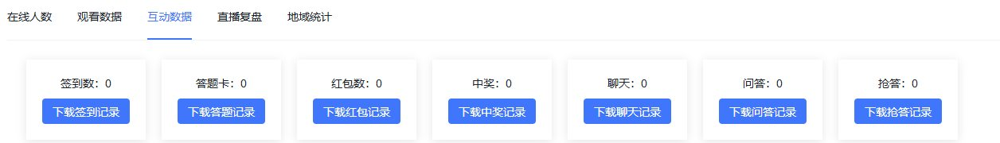 在线人数 观看数据 互动数据 直播复盘 地域统计
签到数：0 答题卡：0 红包数：0 中奖：0 聊天：0 问答：0 抢答：0
下载签到记录 下载答题记录 下载红包记录 下载中奖记录 下载聊天记录 下载问答记录 下载抢答记录